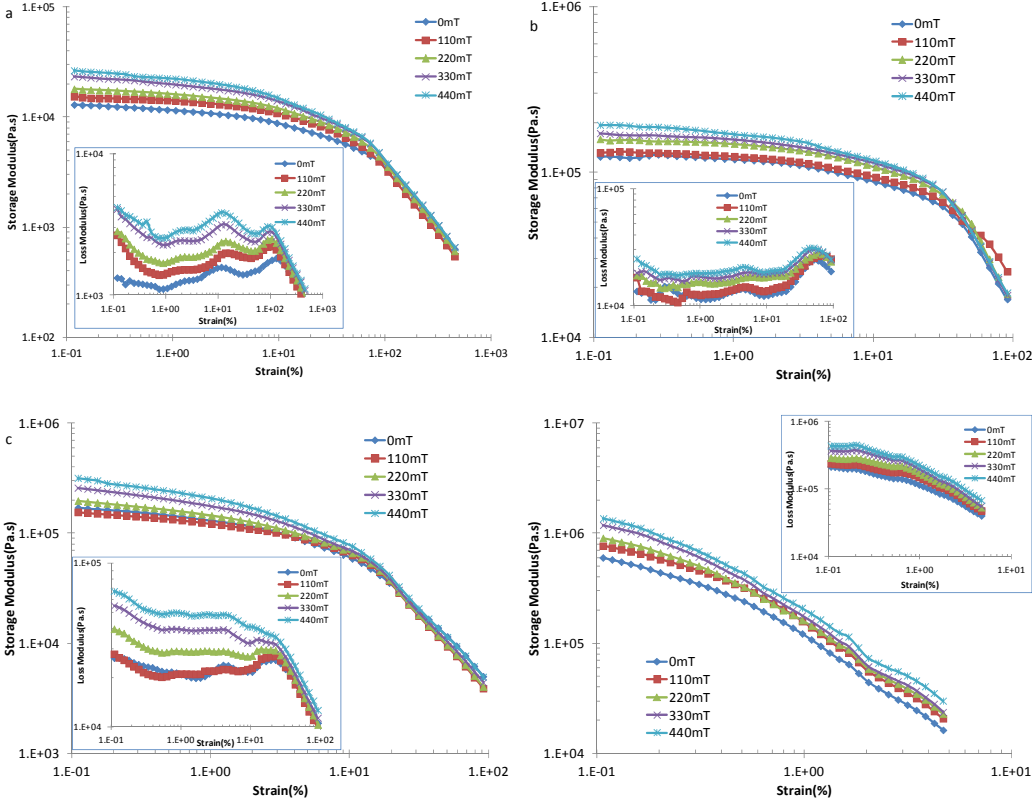 a
1.E+05
1.E+04
1.E+03
1.E+02
Storage Modulus(Pa.s)
1.E-01
1.E+00
1.E+01
1.E+02
1.E+03
Strain(%)
0mT
110mT
220mT
330mT
440mT
1.E+04
1.E+03
Loss Modulus(Pa.s)
1.E-01
1.E+00
1.E+01
1.E+02
1.E+03
Strain(%)
0mT
110mT
220mT
330mT
440mT
b
1.E+06
1.E+05
1.E+04
Storage Modulus(Pa.s)
1.E-01
1.E+00
1.E+01
1.E+02
Strain(%)
0mT
110mT
220mT
330mT
440mT
1.E+05
1.E+04
Loss Modulus(Pa.s)
1.E-01
1.E+00
1.E+01
1.E+02
Strain(%)
0mT
110mT
220mT
330mT
440mT
c
1.E+06
1.E+05
1.E+04
1.E+03
Storage Modulus(Pa.s)
1.E-01
1.E+00
1.E+01
1.E+02
Strain(%)
0mT
110mT
220mT
330mT
440mT
1.E+05
1.E+04
Loss Modulus(Pa.s)
1.E-01
1.E+00
1.E+01
1.E+02
Strain(%)
0mT
110mT
220mT
330mT
440mT
1.E+07
1.E+06
1.E+05
1.E+04
Storage Modulus(Pa.s)
1.E-01
1.E+00
1.E+01
Strain(%)
0mT
110mT
220mT
330mT
440mT
1.E+06
1.E+05
1.E+04
Loss Modulus(Pa.s)
1.E-01
1.E+00
1.E+01
Strain(%)
0mT
110mT
220mT
330mT
440mT